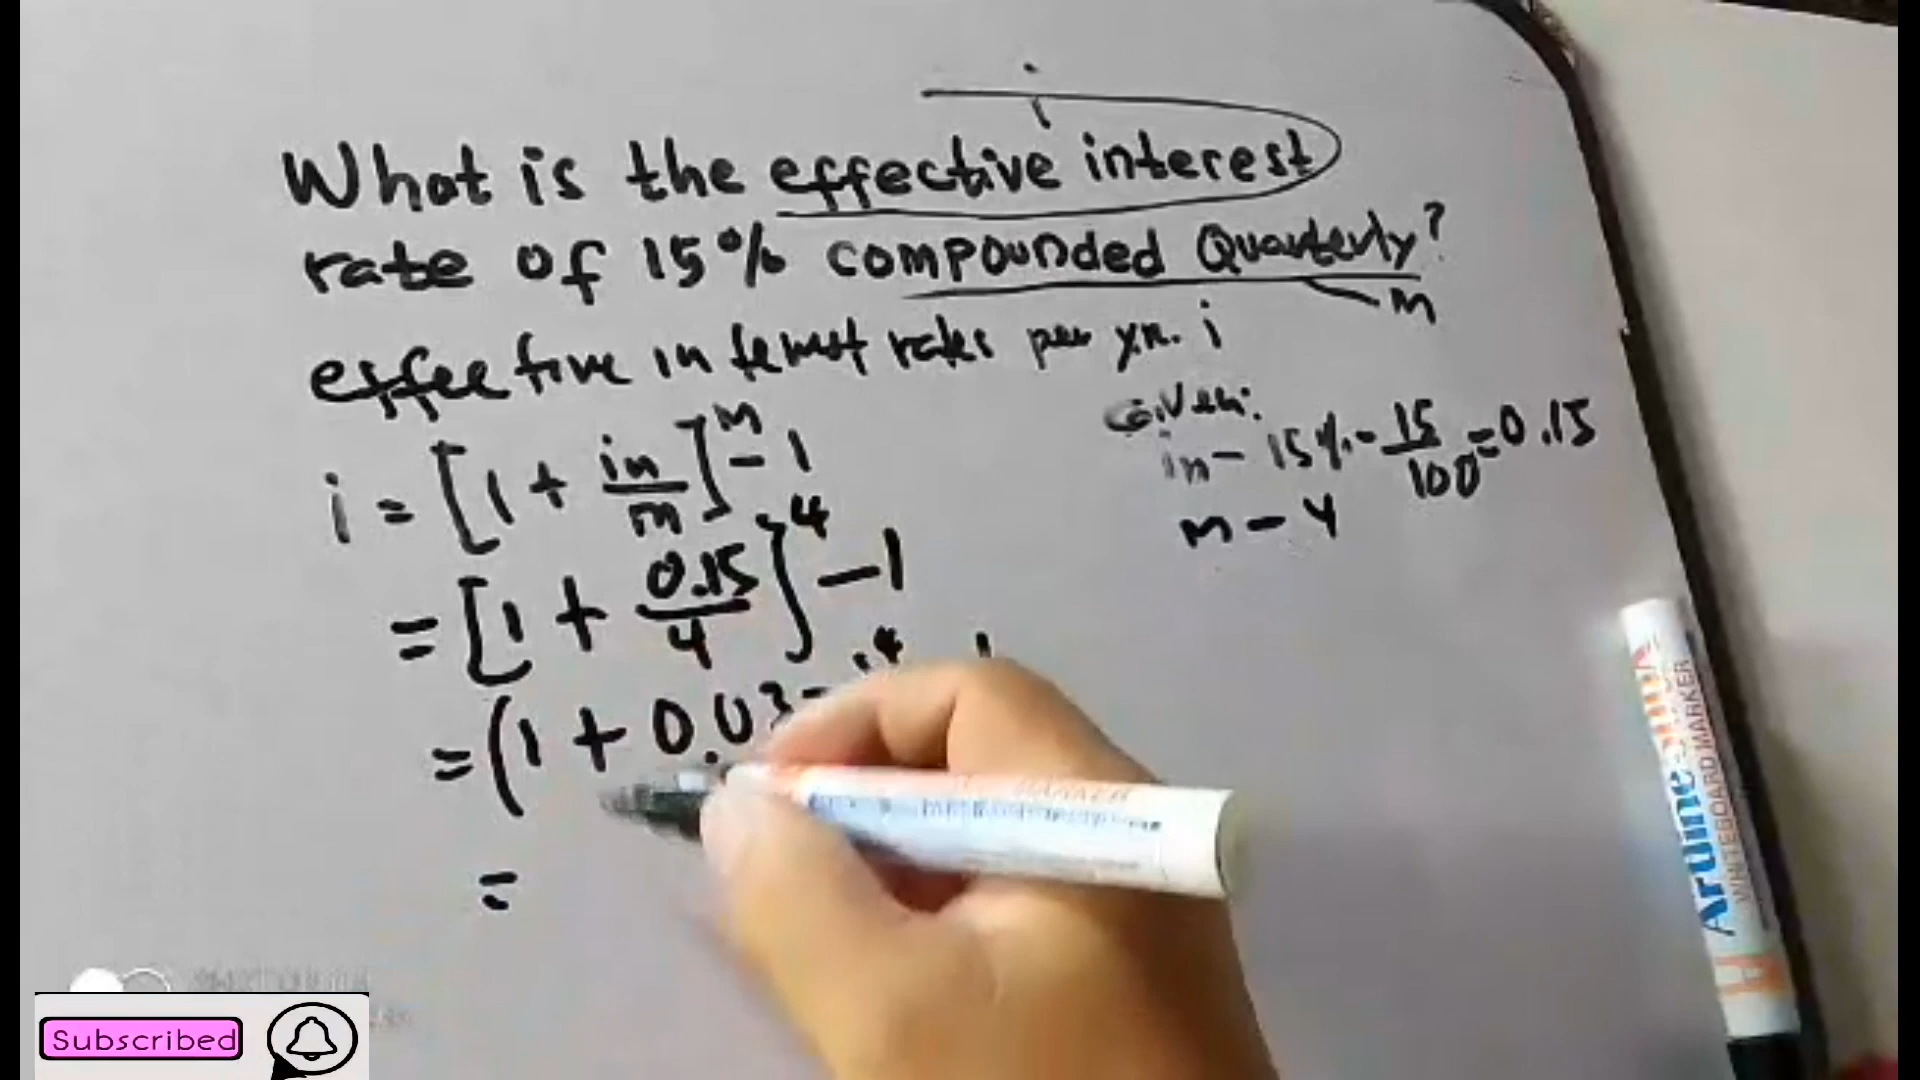 i
What is the effective interest
rate of 15% compounded Quarterly?
m
effective interest rates per yr. i
Given:
in - 15% - 15/100 = 0.15
m - 4
i = [1 + in/m]^m - 1
= [1 + 0.15/4]^4 - 1
= (1 + 0.03
4
=
Artline
WHITEBOARD MARKER
Subscribed